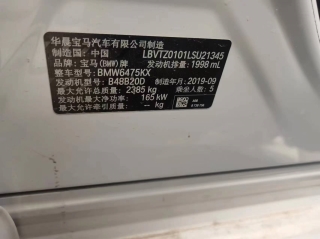 华晨宝马汽车有限公司制造
制造国：中国 LBVTZ0101LSU21345
品牌：宝马(BMW)牌 发动机排量：1998 mL
整车型号：BMW6475KX
发动机型号：B48B20D 制造年月：2019-09
最大允许总质量：2385 kg 乘坐人数：5
发动机最大净功率：165 kW
最大允许牵引质量：— kg